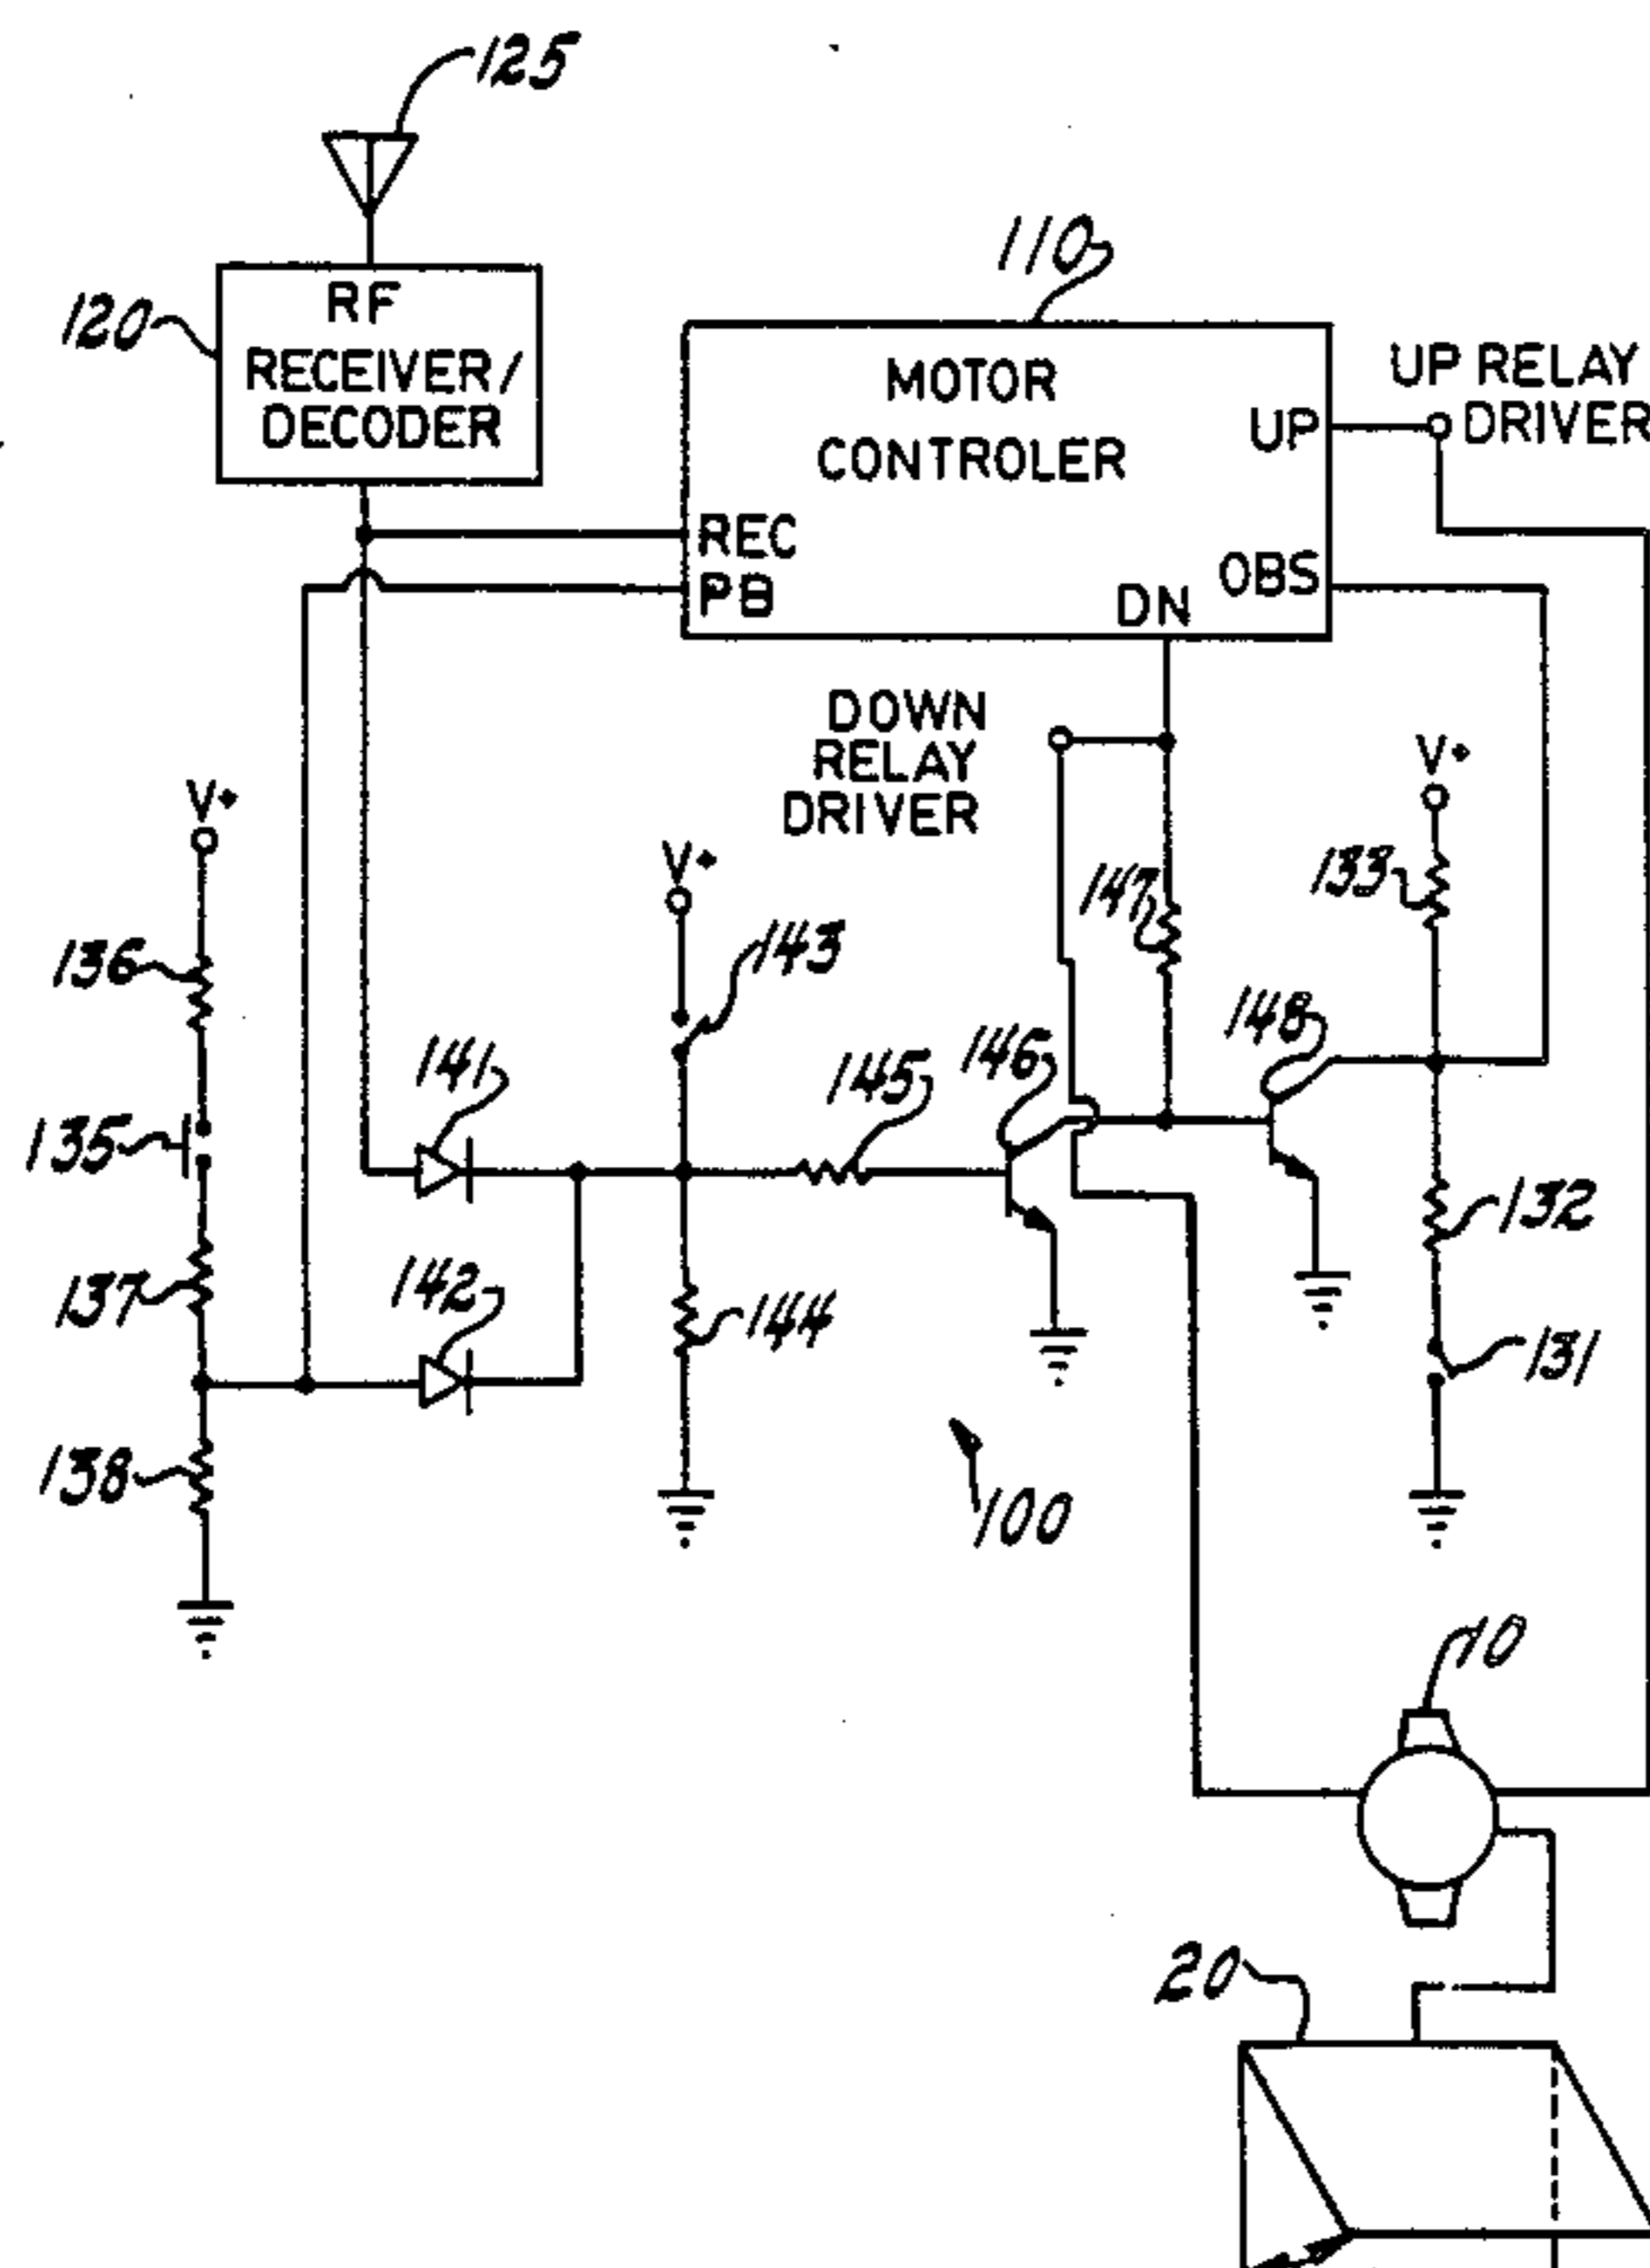 125
110
120
RF
RECEIVER/
DECODER
MOTOR
CONTROLER
UP
UP RELAY
DRIVER
REC
PB
OBS
DN
DOWN
RELAY
DRIVER
V+
V+
V+
133
147
136
143
148
141
145
146
135
132
137
142
144
131
138
100
10
20